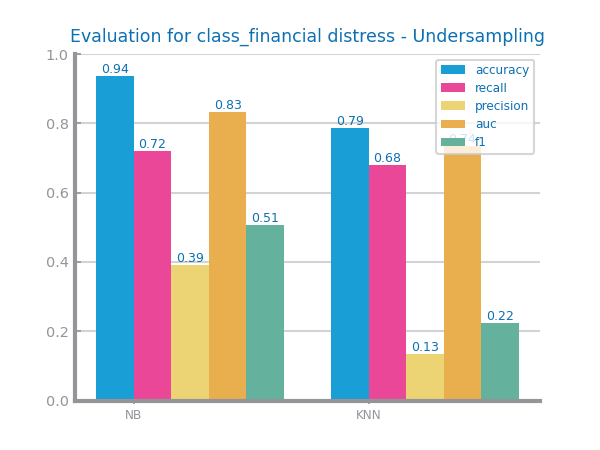 Evaluation for class_financial distress - Undersampling
1.0
0.8
0.6
0.4
0.2
0.0
0.94
0.72
0.39
0.83
0.51
0.79
0.68
0.13
0.74
0.22
accuracy
recall
precision
auc
f1
NB
KNN